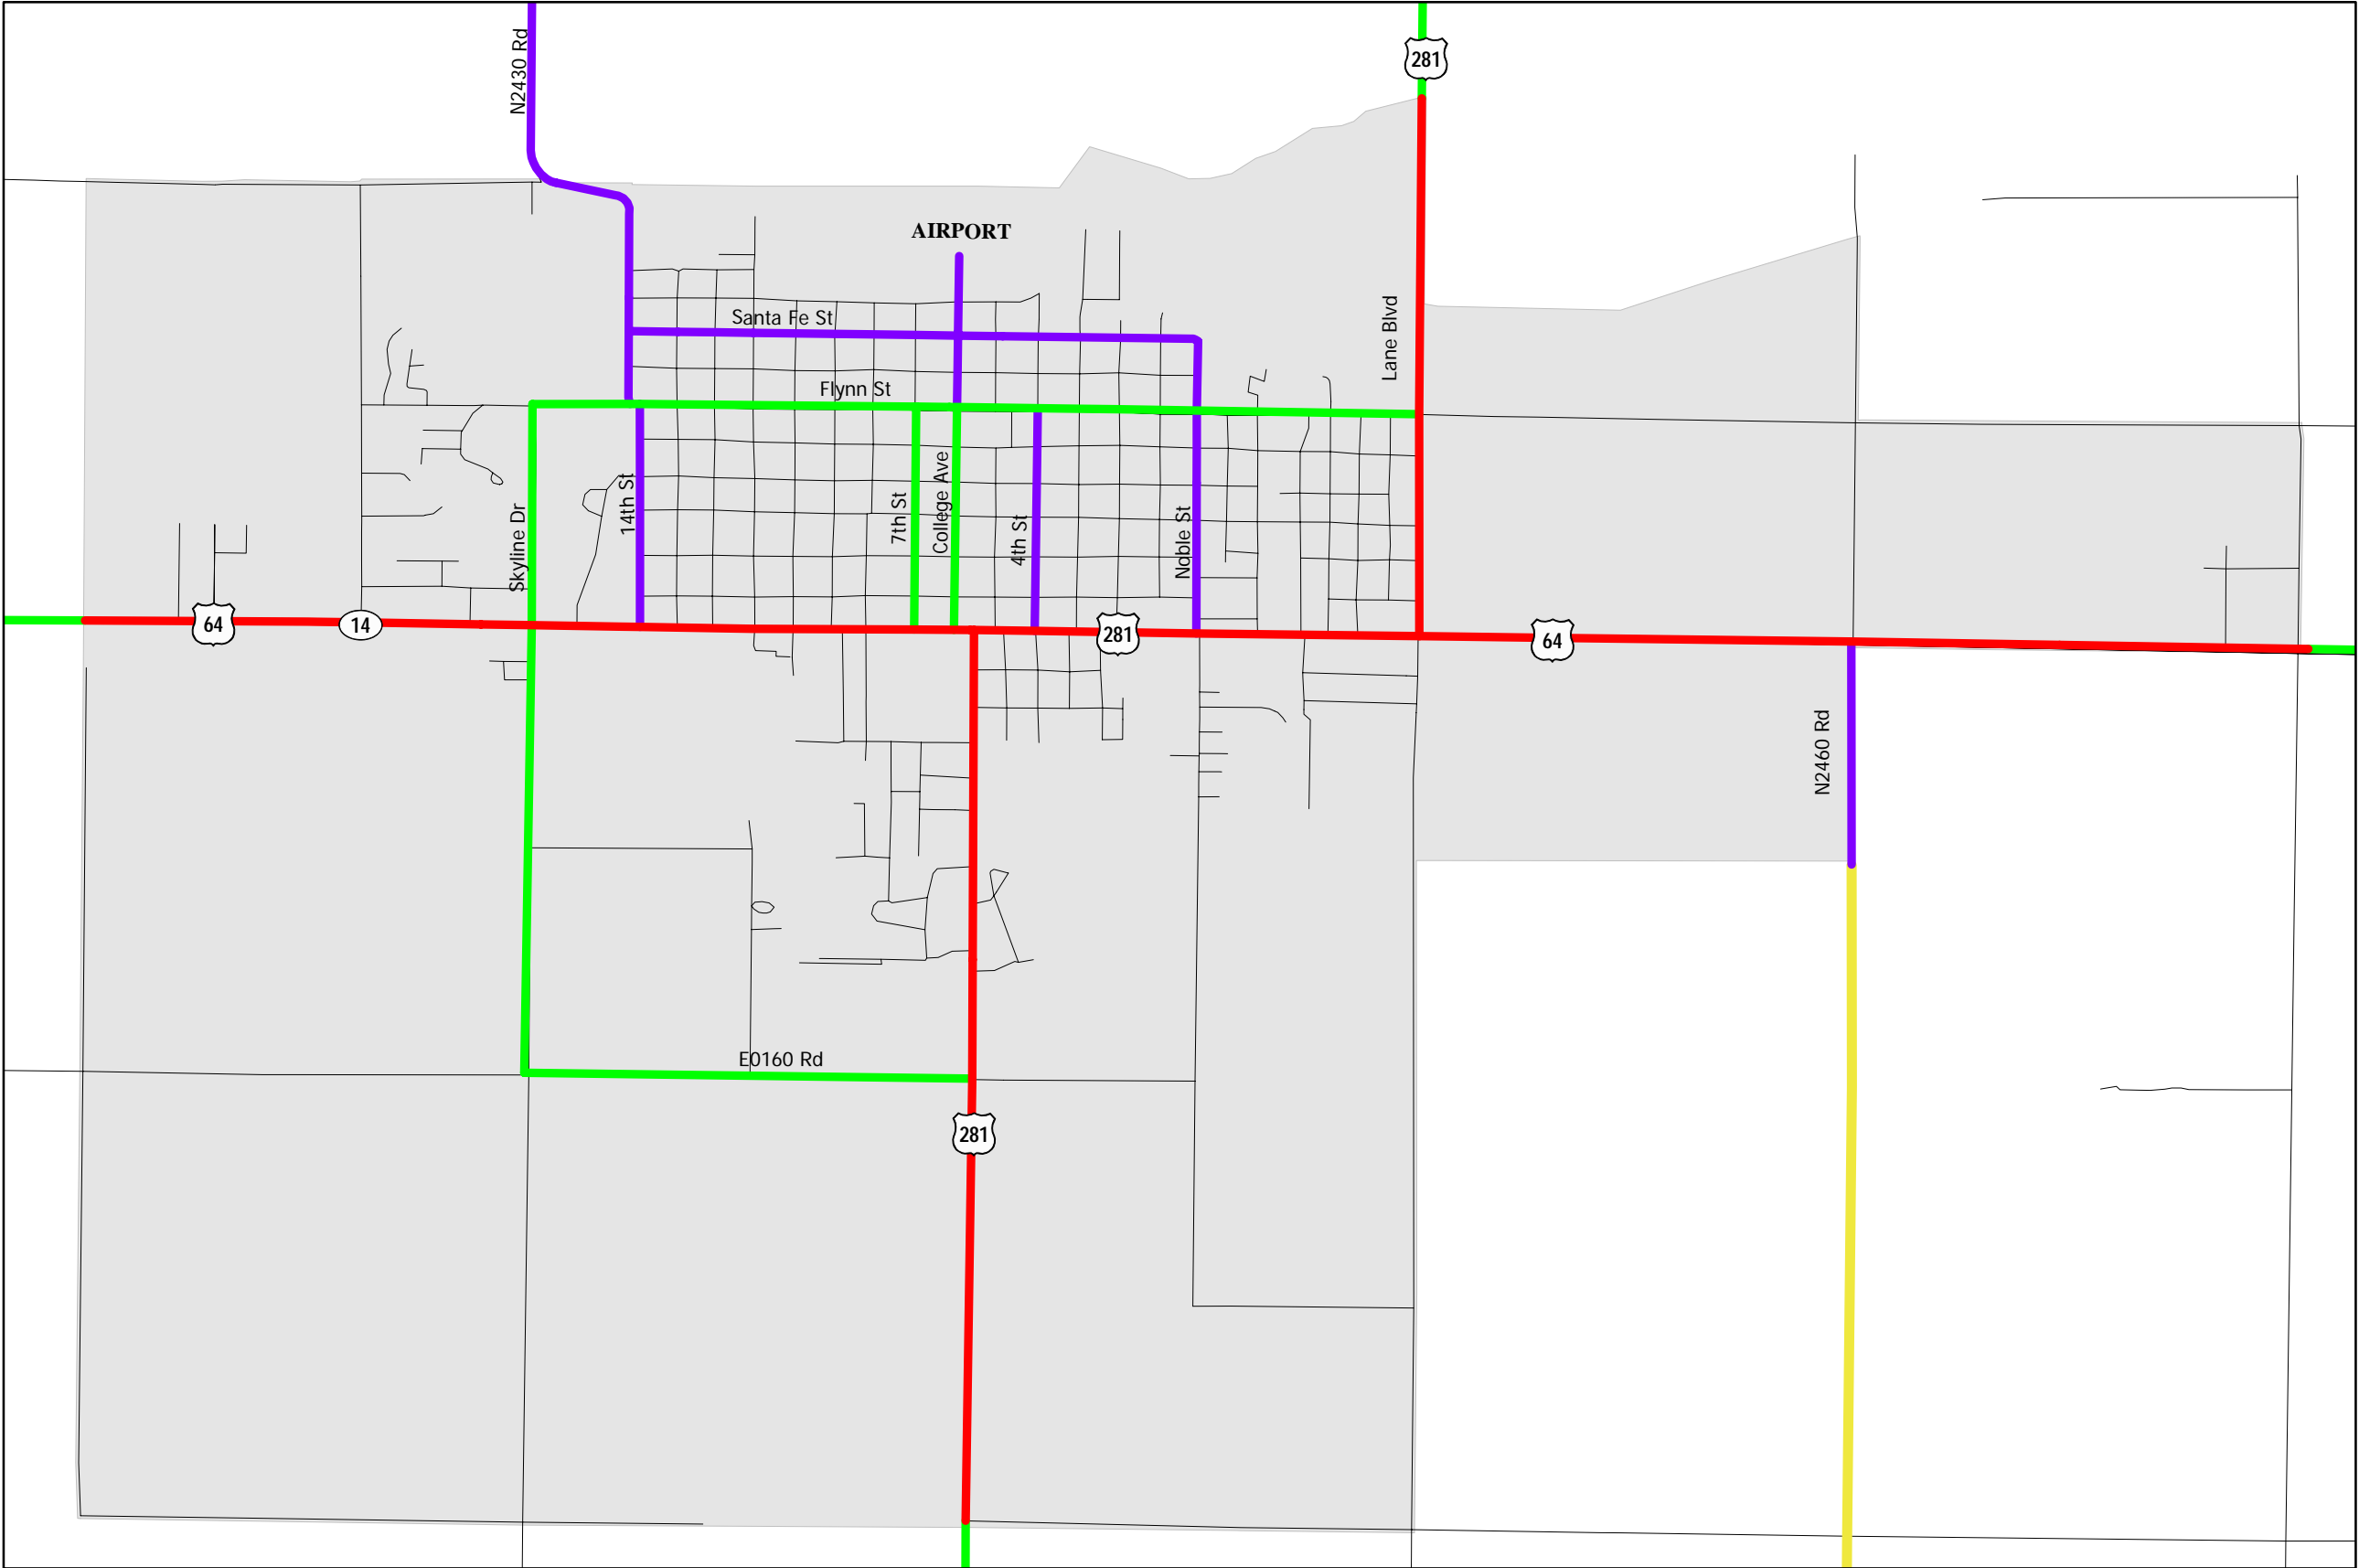 N2430 Rd
281
AIRPORT
Santa Fe St
Lane Blvd
Flynn St
Skyline Dr
14th St
7th St
College Ave
4th St
Noble St
64
14
281
64
N2460 Rd
E0160 Rd
281